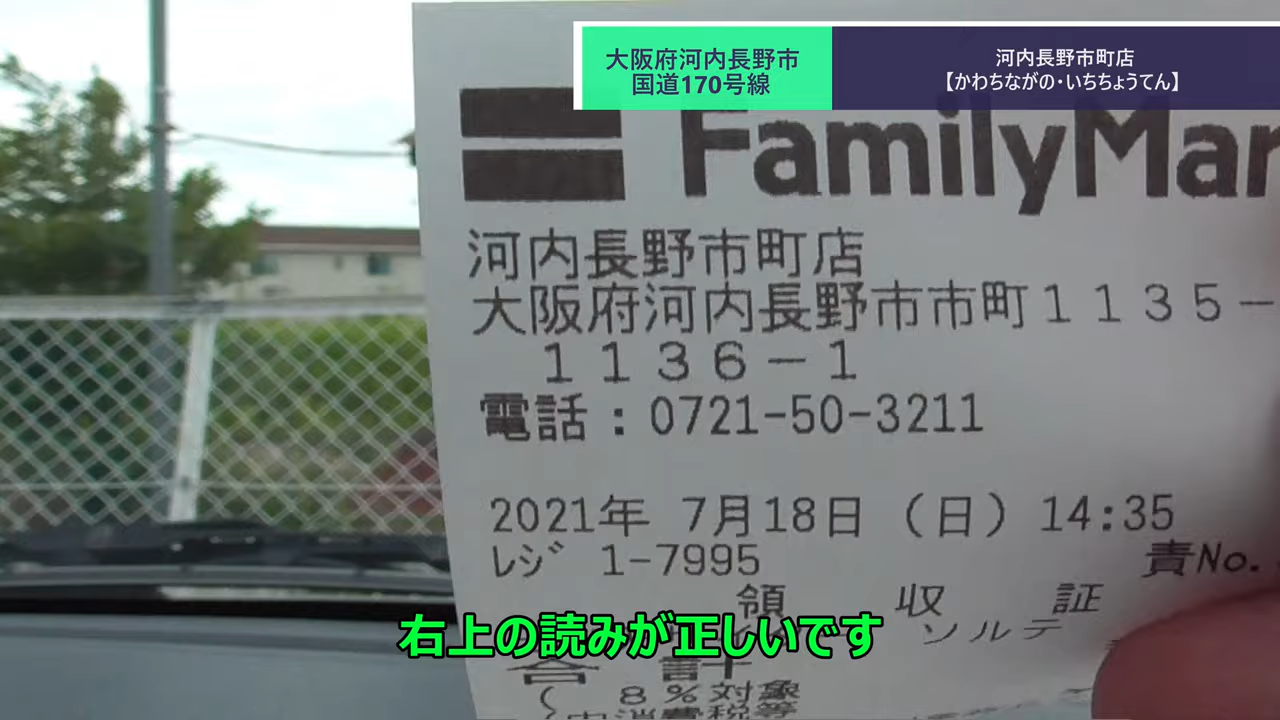 大阪府河内長野市
国道170号線
河内長野市町店
【かわちながの・いちちょうてん】
FamilyMar
河内長野市町店
大阪府河内長野市市町1135－
1136－1
電話：0721-50-3211
2021年 7月18日（日）14:35
ﾚｼﾞ 1-7995
責No.
領 収 証
ソルテ
右上の読みが正しいです
合 計
( 8%対象